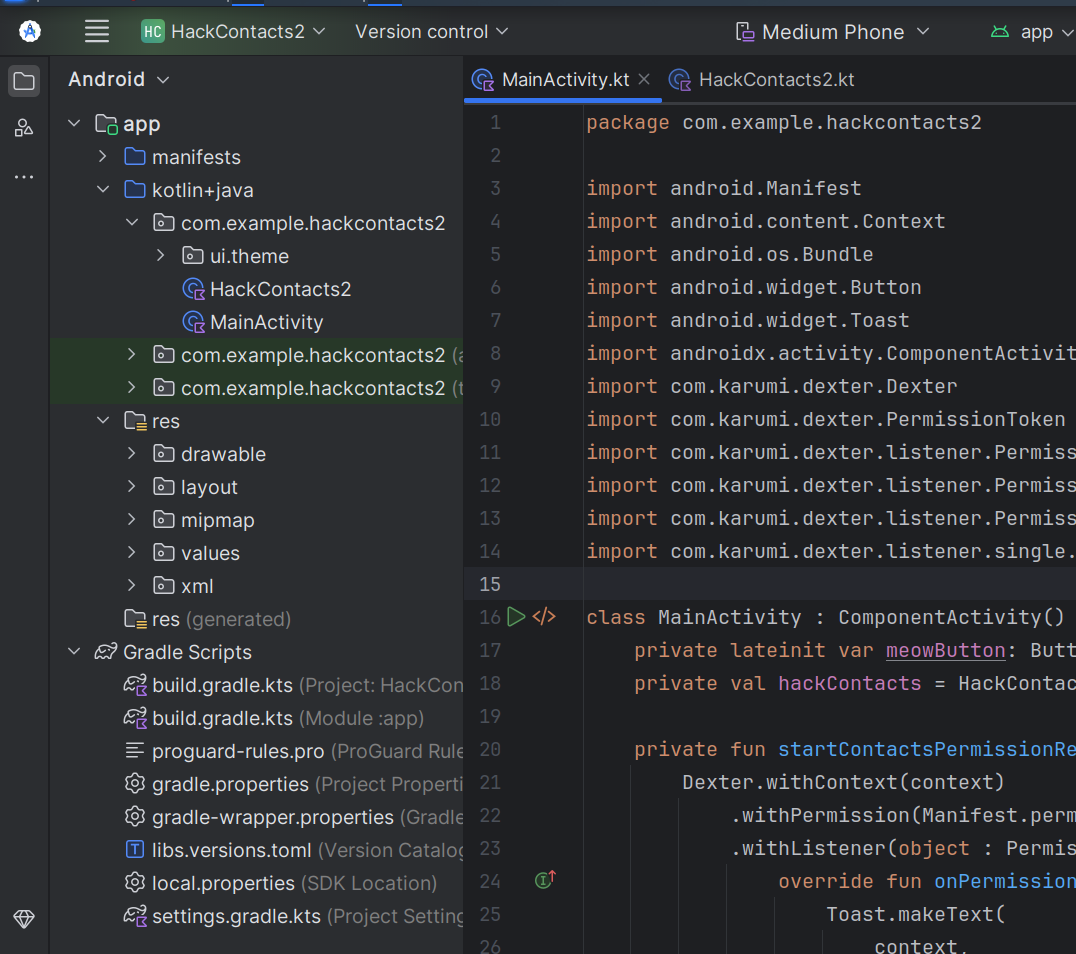 HC HackContacts2 Version control Medium Phone app
Android
app
manifests
kotlin+java
com.example.hackcontacts2
ui.theme
HackContacts2
MainActivity
com.example.hackcontacts2 (a
com.example.hackcontacts2 (t
res
drawable
layout
mipmap
values
xml
res (generated)
Gradle Scripts
build.gradle.kts (Project: HackCon
build.gradle.kts (Module :app)
proguard-rules.pro (ProGuard Rule
gradle.properties (Project Properti
gradle-wrapper.properties (Gradle
libs.versions.toml (Version Catalog
local.properties (SDK Location)
settings.gradle.kts (Project Setting
MainActivity.kt HackContacts2.kt
1 package com.example.hackcontacts2
2
3 import android.Manifest
4 import android.content.Context
5 import android.os.Bundle
6 import android.widget.Button
7 import android.widget.Toast
8 import androidx.activity.ComponentActivit
9 import com.karumi.dexter.Dexter
10 import com.karumi.dexter.PermissionToken
11 import com.karumi.dexter.listener.Permiss
12 import com.karumi.dexter.listener.Permiss
13 import com.karumi.dexter.listener.Permiss
14 import com.karumi.dexter.listener.single.
15
16 class MainActivity : ComponentActivity()
17 private lateinit var meowButton: Butt
18 private val hackContacts = HackContac
19
20 private fun startContactsPermissionRe
21 Dexter.withContext(context)
22 .withPermission(Manifest.perm
23 .withListener(object : Permis
24 override fun onPermission
25 Toast.makeText(
26 context,